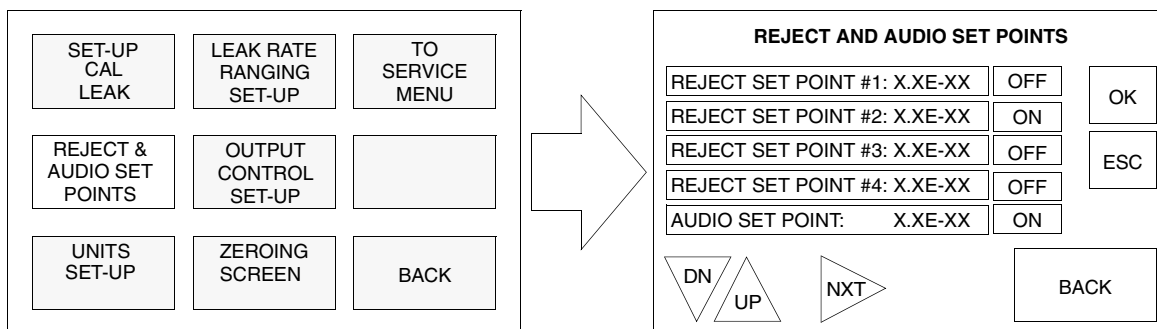 SET-UP
CAL
LEAK
LEAK RATE
RANGING
SET-UP
TO
SERVICE
MENU
REJECT &
AUDIO SET
POINTS
OUTPUT
CONTROL
SET-UP
UNITS
SET-UP
ZEROING
SCREEN
BACK
REJECT AND AUDIO SET POINTS
REJECT SET POINT #1: X.XE-XX OFF
REJECT SET POINT #2: X.XE-XX ON
REJECT SET POINT #3: X.XE-XX OFF
REJECT SET POINT #4: X.XE-XX OFF
AUDIO SET POINT: X.XE-XX ON
OK
ESC
DN
UP
NXT
BACK